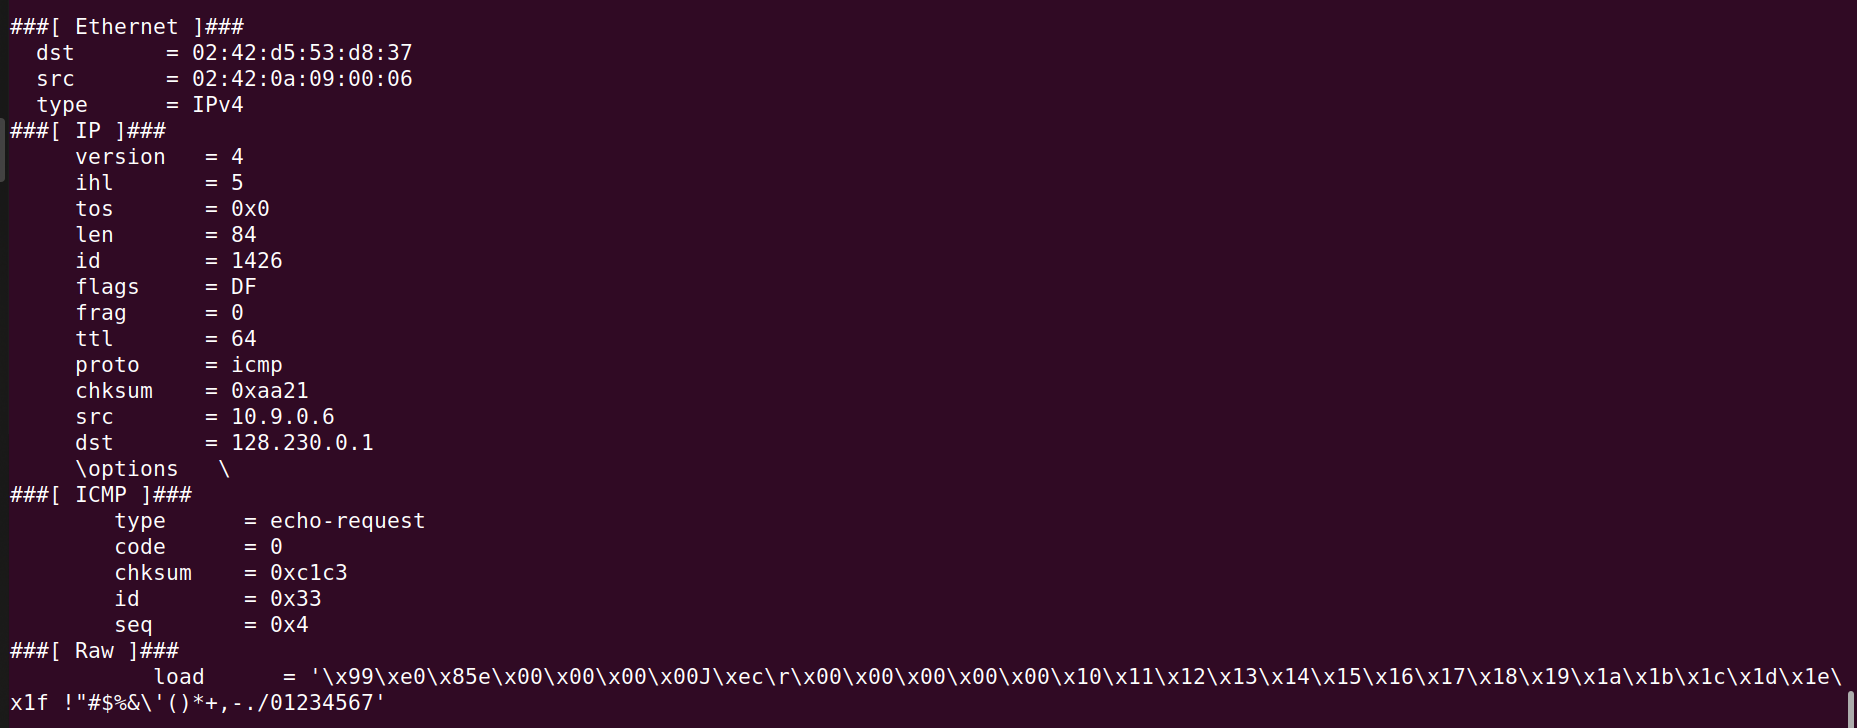 ###[ Ethernet ]###
  dst       = 02:42:d5:53:d8:37
  src       = 02:42:0a:09:00:06
  type      = IPv4
###[ IP ]###
     version   = 4
     ihl       = 5
     tos       = 0x0
     len       = 84
     id        = 1426
     flags     = DF
     frag      = 0
     ttl       = 64
     proto     = icmp
     chksum    = 0xaa21
     src       = 10.9.0.6
     dst       = 128.230.0.1
     \options   \
###[ ICMP ]###
        type      = echo-request
        code      = 0
        chksum    = 0xc1c3
        id        = 0x33
        seq       = 0x4
###[ Raw ]###
           load      = '\x99\xe0\x85e\x00\x00\x00\x00J\xec\r\x00\x00\x00\x00\x00\x10\x11\x12\x13\x14\x15\x16\x17\x18\x19\x1a\x1b\x1c\x1d\x1e\
x1f !"#$%&\'()*+,-./01234567'